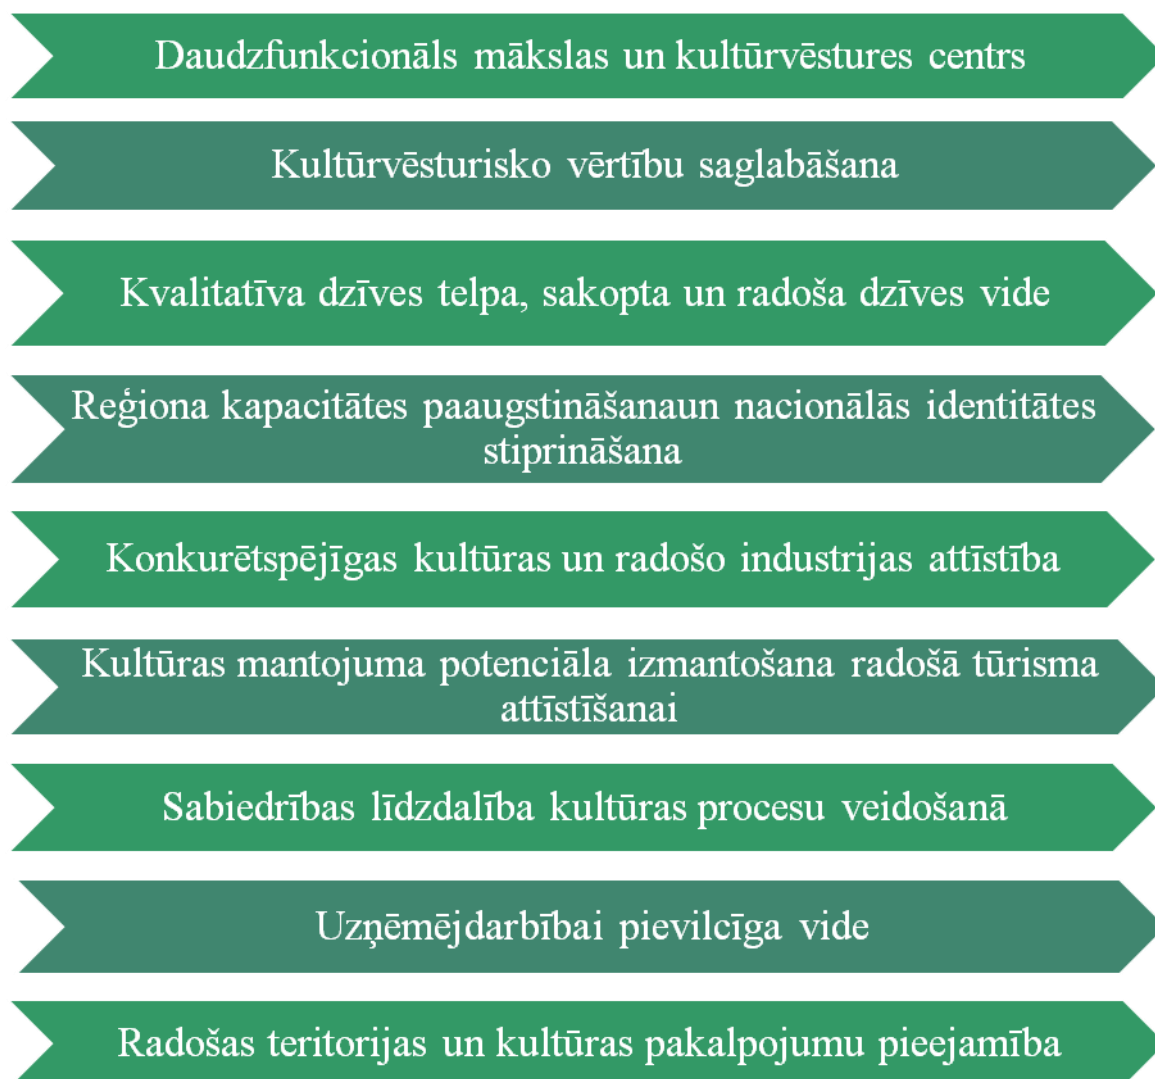 Daudzfunkcionāls mākslas un kultūrvēstures centrs
Kultūrvēsturisko vērtību saglabāšana
Kvalitatīva dzīves telpa, sakopta un radoša dzīves vide
Reģiona kapacitātes paaugstināšanaun nacionālās identitātes
stiprināšana
Konkurētspējīgas kultūras un radošo industrijas attīstība
Kultūras mantojuma potenciāla izmantošana radošā tūrisma
attīstīšanai
Sabiedrības līdzdalība kultūras procesu veidošanā
Uzņēmējdarbībai pievilcīga vide
Radošas teritorijas un kultūras pakalpojumu pieejamība